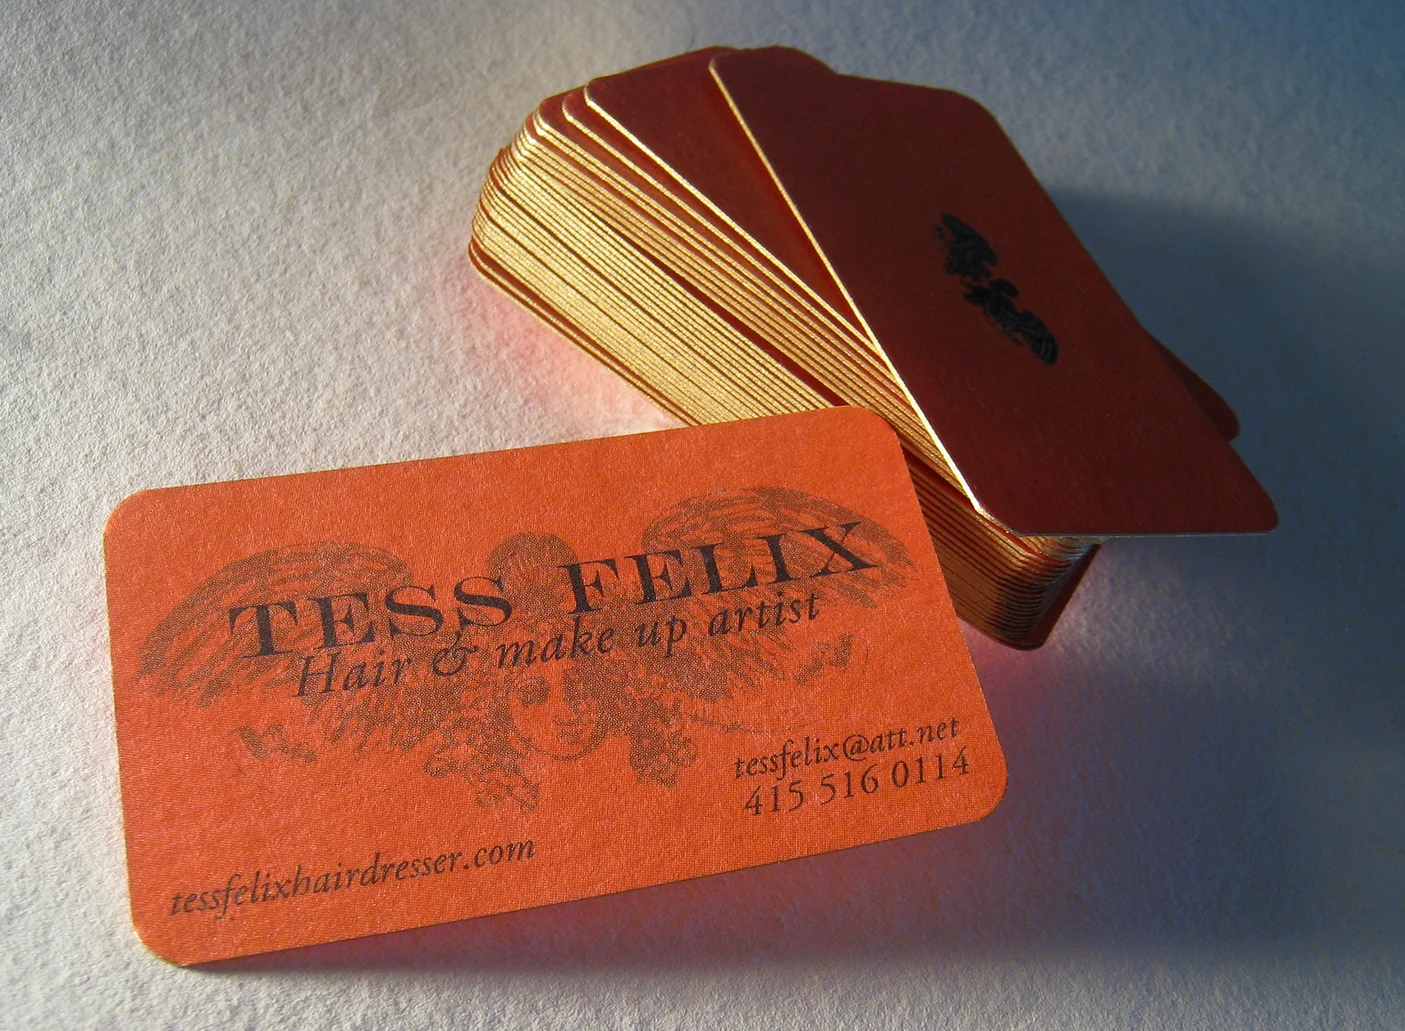 TESS FELIX
Hair & make up artist
tessfelix@att.net
415 516 0114
tessfelixhairdresser.com